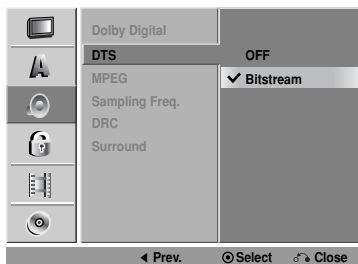 Dolby Digital
DTS OFF
MPEG ✔ Bitstream
Sampling Freq.
DRC
Surround
◀ Prev. Select Close